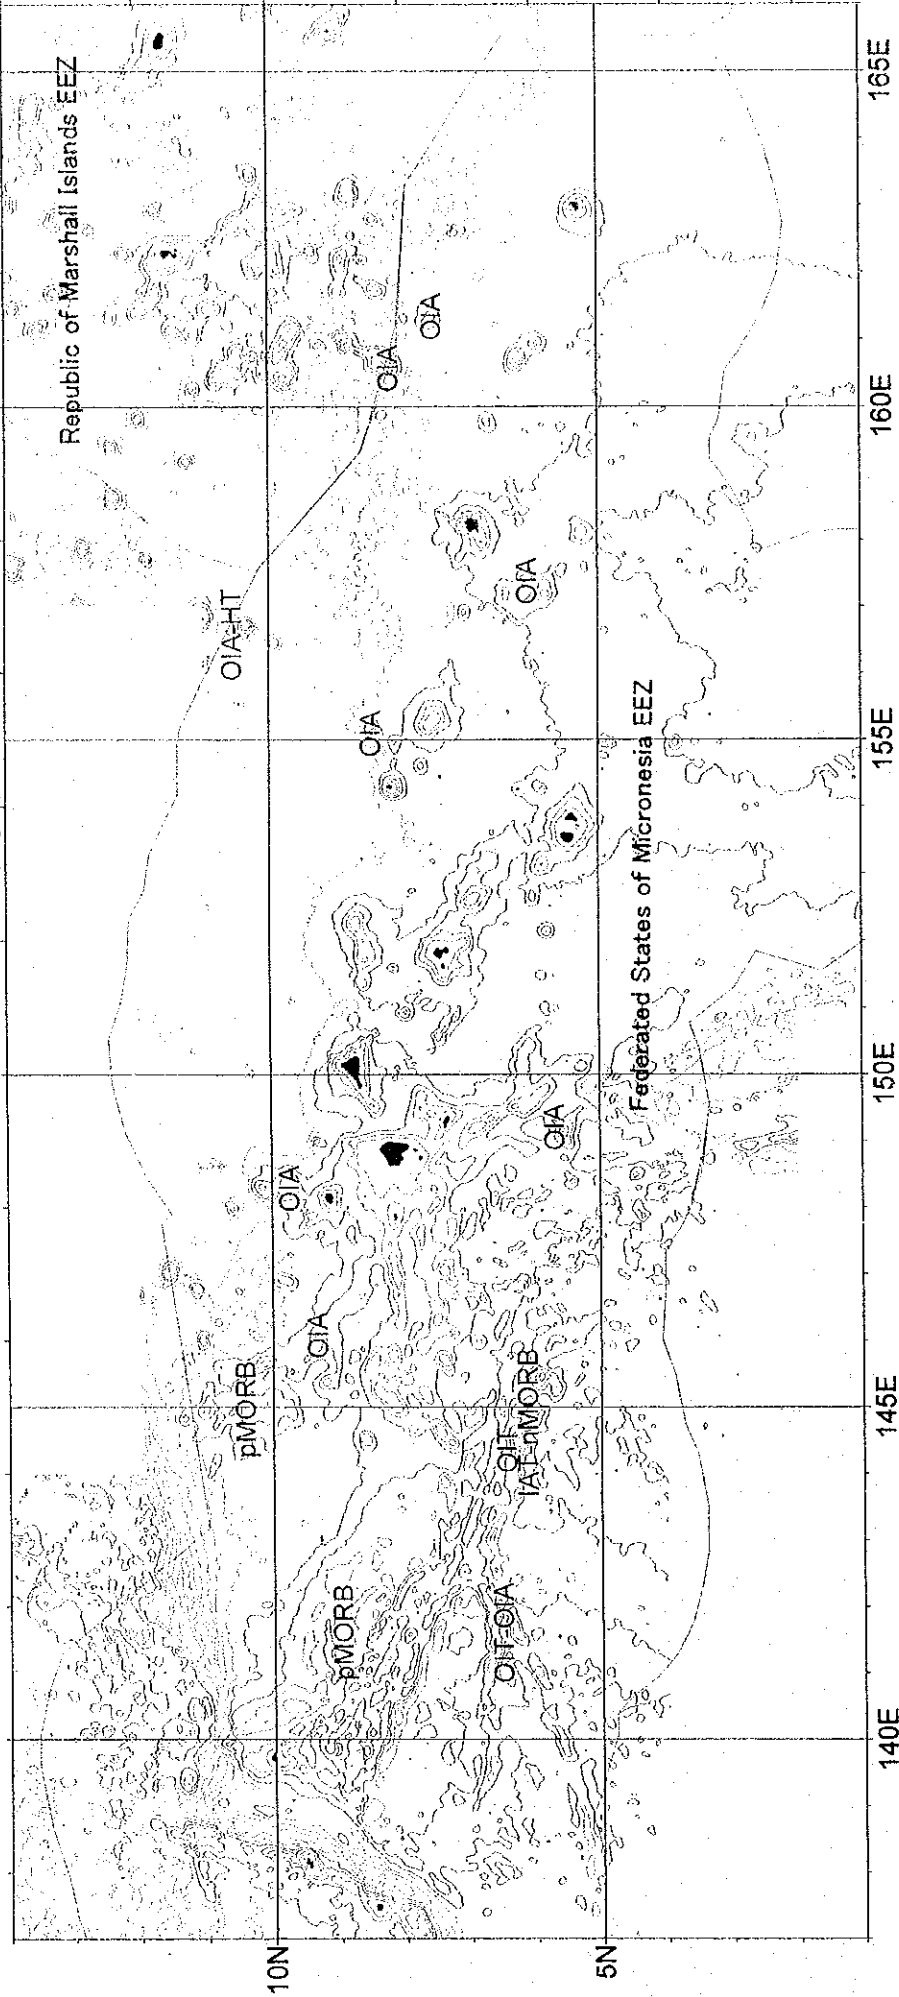 Republic of Marshall Islands EEZ
OIA-HT
OIA
OIA
OIA
OIA
OIA
OIA
OIA
pMORB
pMORB
OIT
IAT-nMORB
OIT-OIA
Federated States of Micronesia EEZ
10N
5N
140E
145E
150E
155E
160E
165E